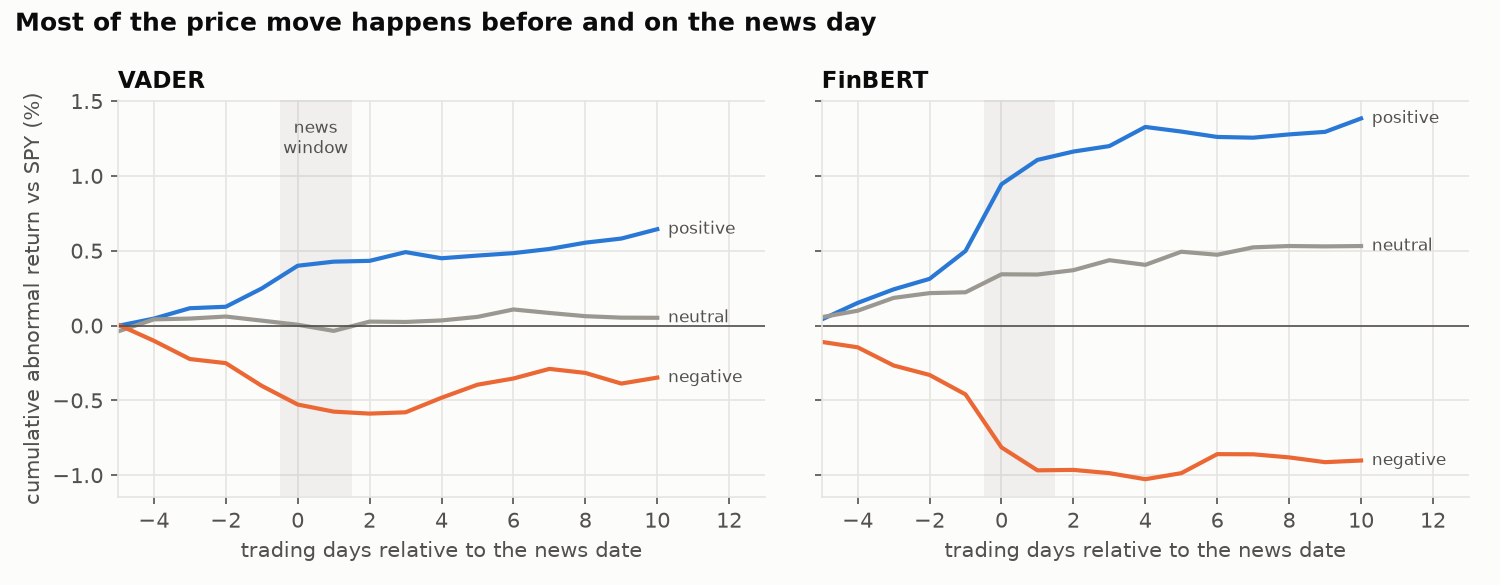 Most of the price move happens before and on the news day
VADER
cumulative abnormal return vs SPY (%)
1.5
1.0
0.5
0.0
−0.5
−1.0
news
window
positive
neutral
negative
−4 −2 0 2 4 6 8 10 12
trading days relative to the news date
FinBERT
positive
neutral
negative
−4 −2 0 2 4 6 8 10 12
trading days relative to the news date